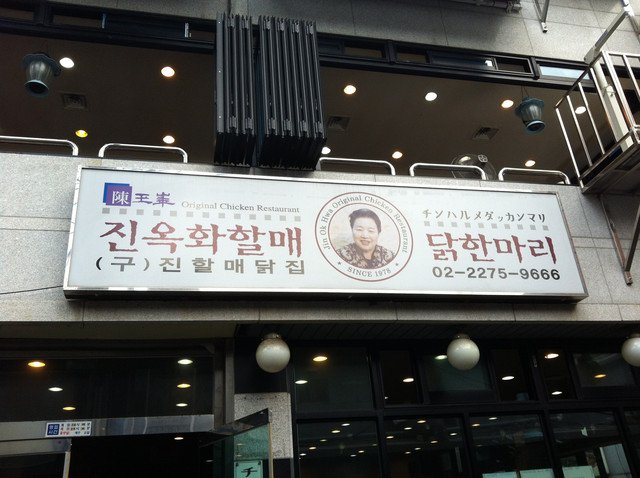 陳玉華 Original Chicken Restaurant
진옥화할매
(구)진할매닭집
Jin Ok Hwa Original Chicken Restaurant
★ SINCE 1978 ★
チンハルメダッカンマリ
닭한마리
02-2275-9666
チ